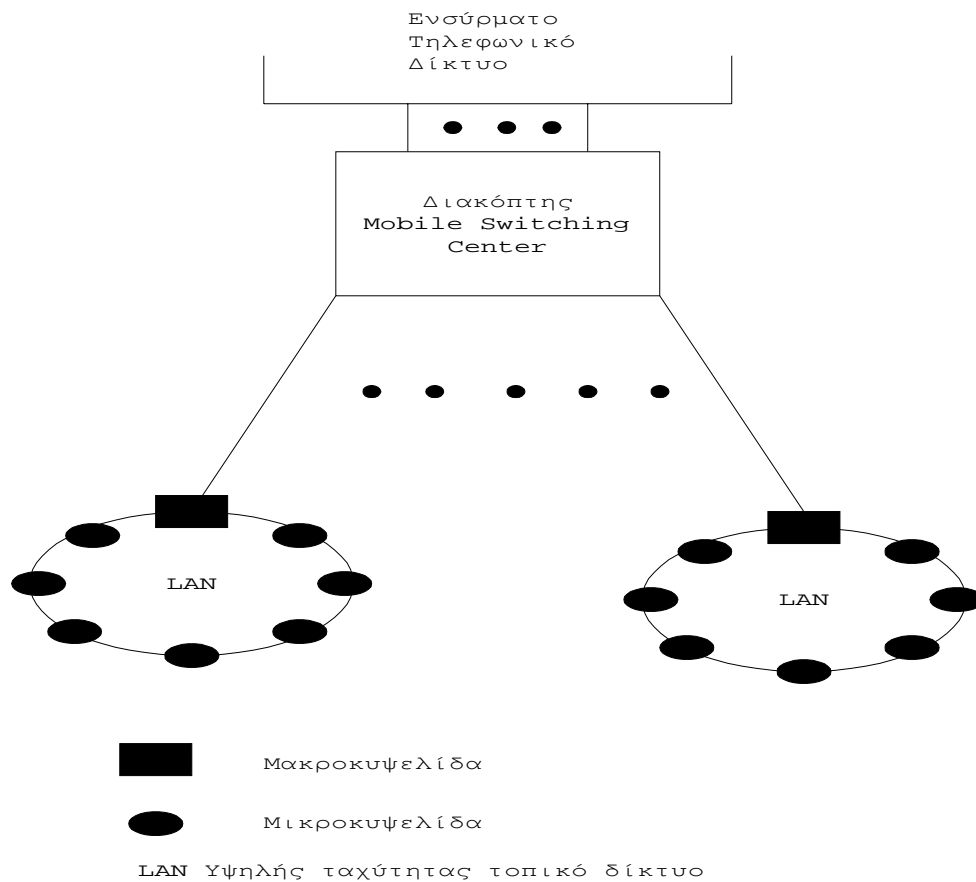 Ενσύρματο
Τηλεφωνικό
Δίκτυο
Διακόπτης
Mobile Switching
Center
LAN
LAN
Μακροκυψελίδα
Μικροκυψελίδα
LAN Υψηλής ταχύτητας τοπικό δίκτυο